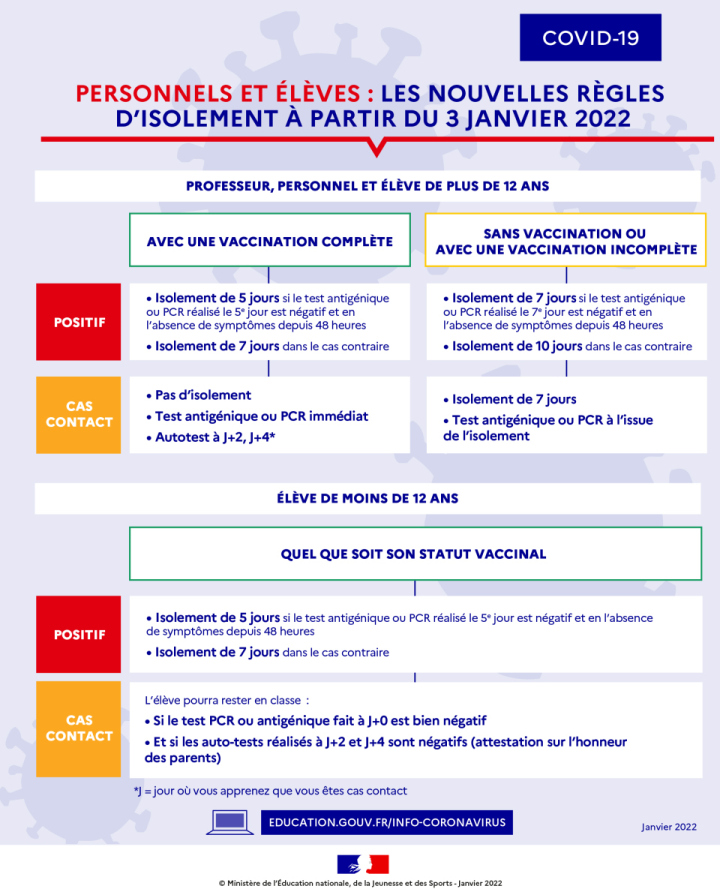 COVID-19
PERSONNELS ET ÉLÈVES : LES NOUVELLES RÈGLES
D'ISOLEMENT À PARTIR DU 3 JANVIER 2022
PROFESSEUR, PERSONNEL ET ÉLÈVE DE PLUS DE 12 ANS
AVEC UNE VACCINATION COMPLÈTE
SANS VACCINATION OU
AVEC UNE VACCINATION INCOMPLÈTE
POSITIF
• Isolement de 5 jours si le test antigénique
ou PCR réalisé le 5e jour est négatif et en
l'absence de symptômes depuis 48 heures
• Isolement de 7 jours dans le cas contraire
• Isolement de 7 jours si le test antigénique
ou PCR réalisé le 7e jour est négatif et en
l'absence de symptômes depuis 48 heures
• Isolement de 10 jours dans le cas contraire
CAS
CONTACT
• Pas d'isolement
• Test antigénique ou PCR immédiat
• Autotest à J+2, J+4*
• Isolement de 7 jours
• Test antigénique ou PCR à l'issue
de l'isolement
ÉLÈVE DE MOINS DE 12 ANS
QUEL QUE SOIT SON STATUT VACCINAL
POSITIF
• Isolement de 5 jours si le test antigénique ou PCR réalisé le 5e jour est négatif et en l'absence
de symptômes depuis 48 heures
• Isolement de 7 jours dans le cas contraire
CAS
CONTACT
L'élève pourra rester en classe :
• Si le test PCR ou antigénique fait à J+0 est bien négatif
• Et si les auto-tests réalisés à J+2 et J+4 sont négatifs (attestation sur l'honneur
des parents)
*J = jour où vous apprenez que vous êtes cas contact
EDUCATION.GOUV.FR/INFO-CORONAVIRUS
Janvier 2022
© Ministère de l'Éducation nationale, de la Jeunesse et des Sports - Janvier 2022